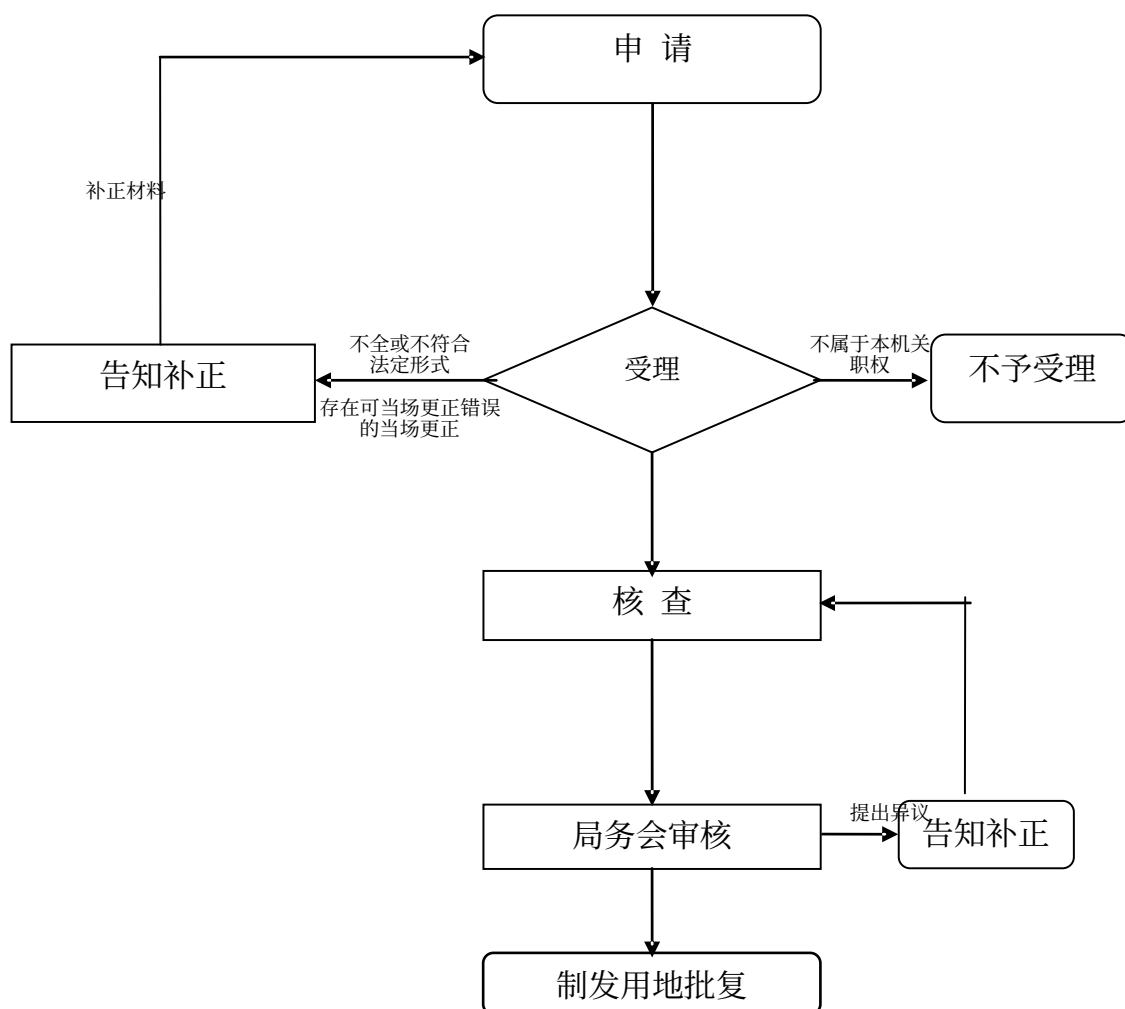 申 请
补正材料
不全或不符合
法定形式
存在可当场更正错误
的当场更正
告知补正
受理
不属于本机关
职权
不予受理
核 查
局务会审核
提出异议
告知补正
制发用地批复